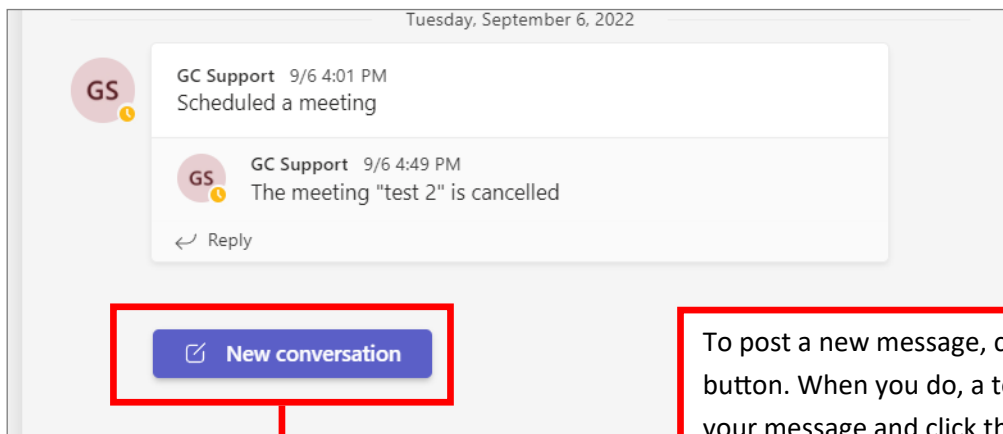 Tuesday, September 6, 2022
GS
GC Support 9/6 4:01 PM
Scheduled a meeting
GS
GC Support 9/6 4:49 PM
The meeting "test 2" is cancelled
Reply
New conversation
To post a new message,
button. When you do, a
your message and click